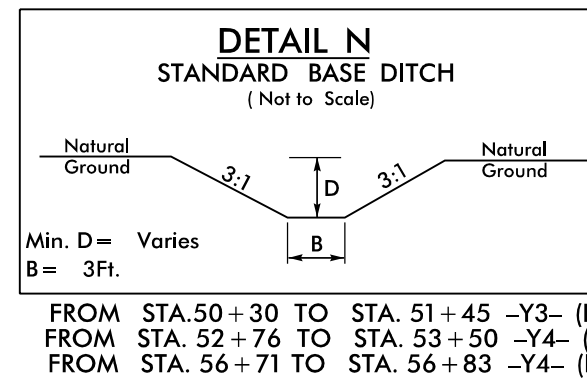 DETAIL N
STANDARD BASE DITCH
( Not to Scale)
Natural
Ground
3:1
D
3:1
Natural
Ground
Min. D= Varies
B= 3Ft.
B
FROM STA.50+30 TO STA. 51+45 -Y3- (
FROM STA. 52+76 TO STA. 53+50 -Y4- (
FROM STA. 56+71 TO STA. 56+83 -Y4- (